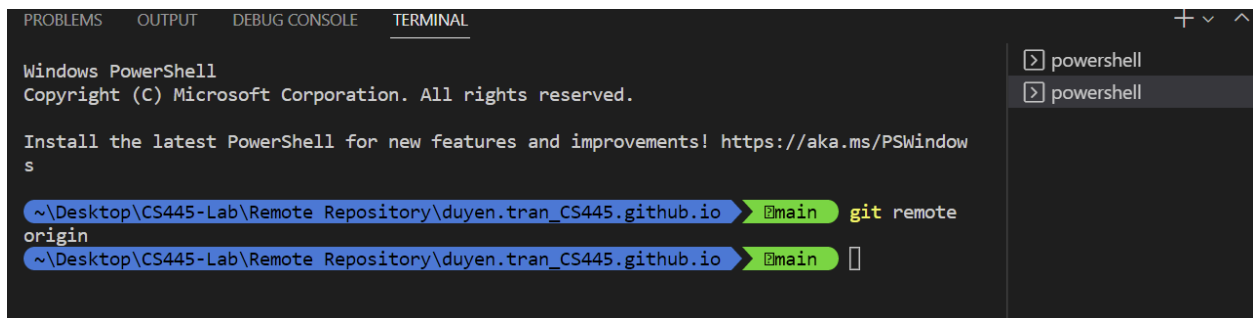 PROBLEMS OUTPUT DEBUG CONSOLE TERMINAL
powershell
powershell
Windows PowerShell
Copyright (C) Microsoft Corporation. All rights reserved.
Install the latest PowerShell for new features and improvements! https://aka.ms/PSWindow
s
~\Desktop\CS445-Lab\Remote Repository\duyen.tran_CS445.github.io main git remote
origin
~\Desktop\CS445-Lab\Remote Repository\duyen.tran_CS445.github.io main